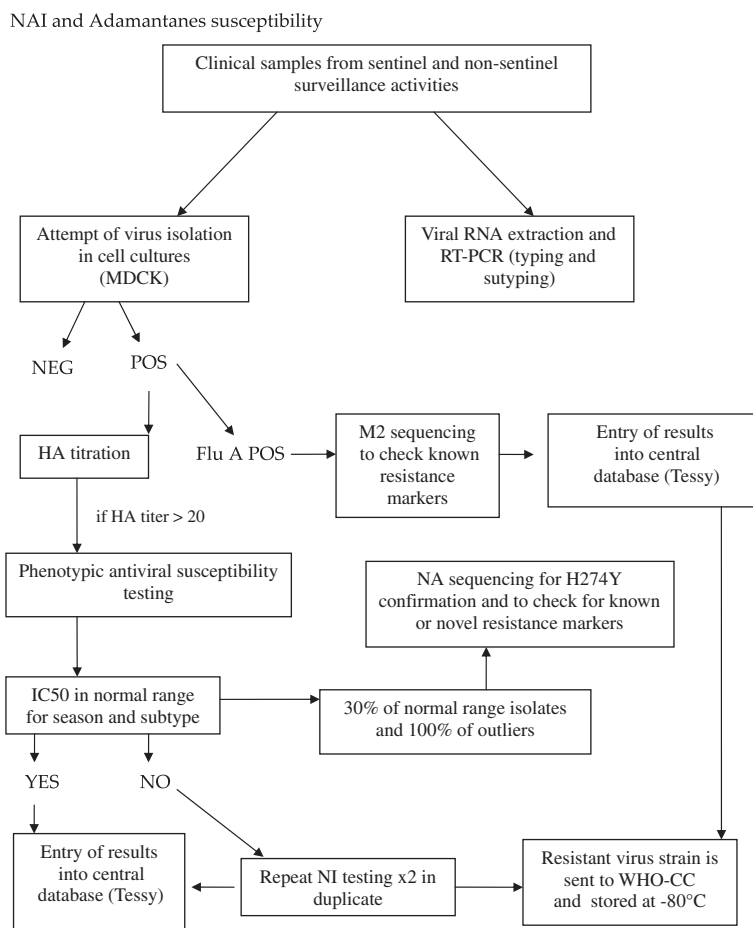 NAI and Adamantanes susceptibility
Clinical samples from sentinel and non-sentinel
surveillance activities
Attempt of virus isolation
in cell cultures
(MDCK)
Viral RNA extraction and
RT-PCR (typing and
sutyping)
NEG
POS
HA titration
Flu A POS
M2 sequencing
to check known
resistance
markers
Entry of results
into central
database (Tessy)
if HA titer > 20
Phenotypic antiviral susceptibility
testing
NA sequencing for H274Y
confirmation and to check for known
or novel resistance markers
IC50 in normal range
for season and subtype
30% of normal range isolates
and 100% of outliers
YES
NO
Entry of results
into central
database (Tessy)
Repeat NI testing x2 in
duplicate
Resistant virus strain is
sent to WHO-CC
and stored at -80°C